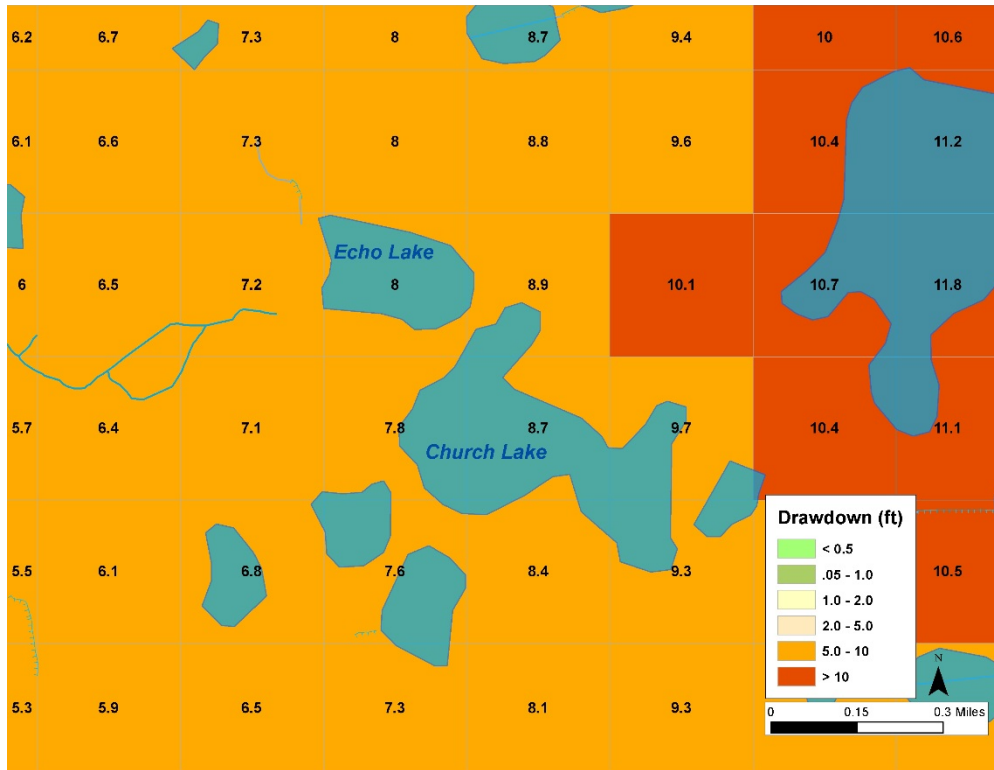 6.2 6.7 7.3 8 8.7 9.4 10 10.6
6.1 6.6 7.3 8 8.8 9.6 10.4 11.2
Echo Lake
6 6.5 7.2 8 8.9 10.1 10.7 11.8
5.7 6.4 7.1 7.8 8.7 9.7 10.4 11.1
Church Lake
5.5 6.1 6.8 7.6 8.4 9.3 10.5
5.3 5.9 6.5 7.3 8.1 9.3
Drawdown (ft)
< 0.5
.05 - 1.0
1.0 - 2.0
2.0 - 5.0
5.0 - 10
> 10
N
0 0.15 0.3 Miles